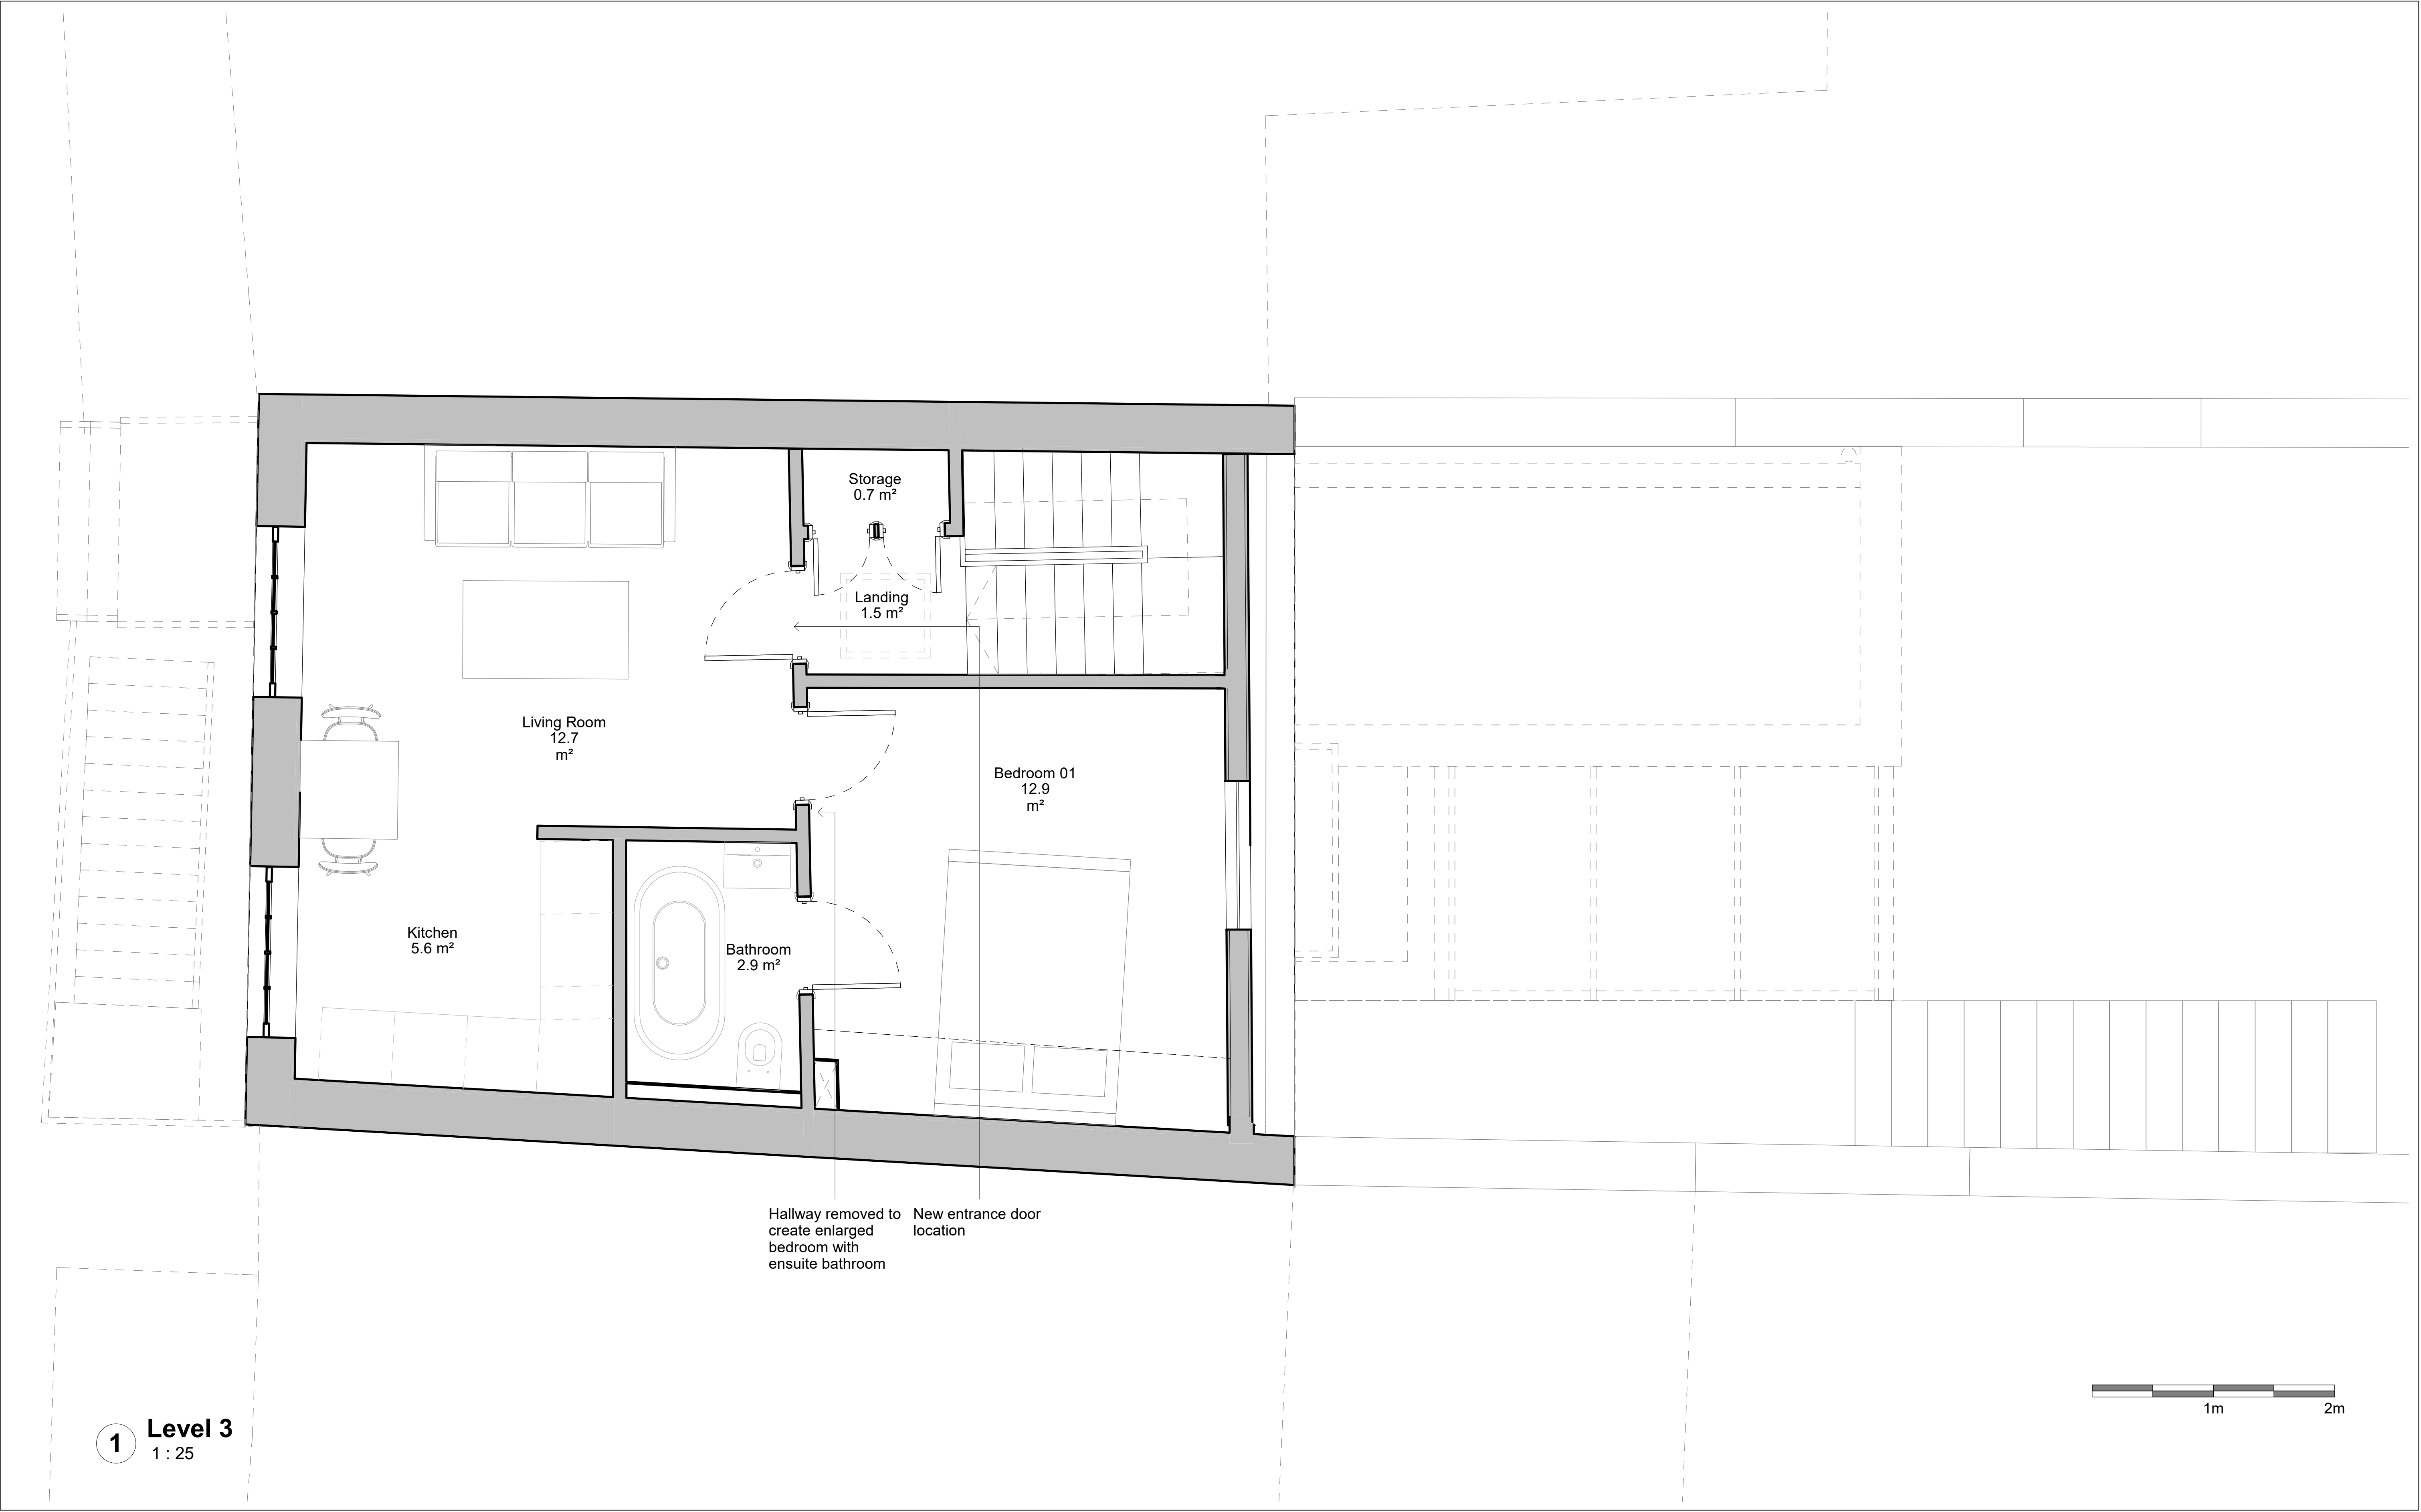 Storage
0.7 m²
Landing
1.5 m²
Living Room
12.7
m²
Bedroom 01
12.9
m²
Kitchen
5.6 m²
Bathroom
2.9 m²
Hallway removed to
create enlarged
bedroom with
ensuite bathroom
New entrance door
location
1m
2m
1
Level 3
1 : 25